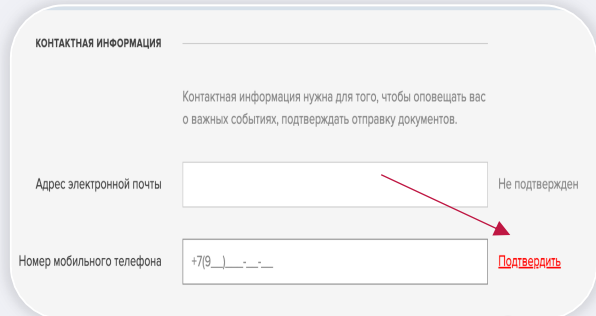 КОНТАКТНАЯ ИНФОРМАЦИЯ
Контактная информация нужна для того, чтобы оповещать вас
о важных событиях, подтверждать отправку документов.
Адрес электронной почты
Не подтвержден
Номер мобильного телефона
+7(9__)___-__-__
Подтвердить